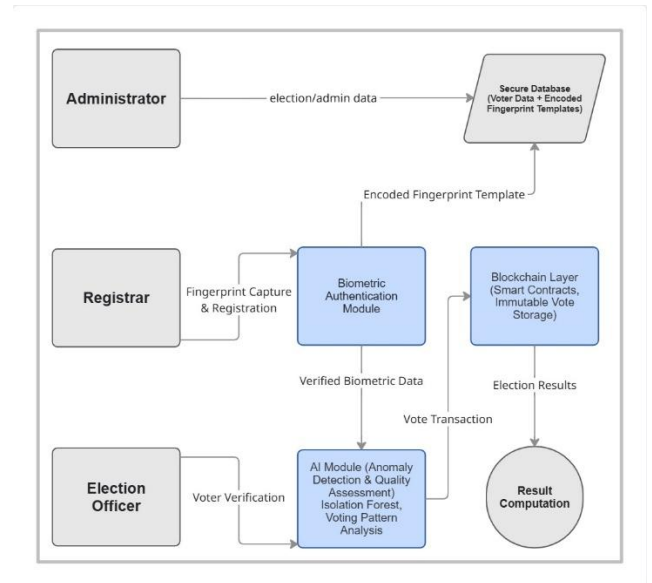 Administrator
election/admin data
Secure Database
(Voter Data + Encoded
Fingerprint Templates)
Encoded Fingerprint Template
Registrar
Fingerprint Capture
& Registration
Biometric
Authentication
Module
Blockchain Layer
(Smart Contracts,
Immutable Vote
Storage)
Verified Biometric Data
Election Results
Vote Transaction
Election
Officer
Voter Verification
AI Module (Anomaly
Detection & Quality
Assessment)
Isolation Forest,
Voting Pattern
Analysis
Result
Computation